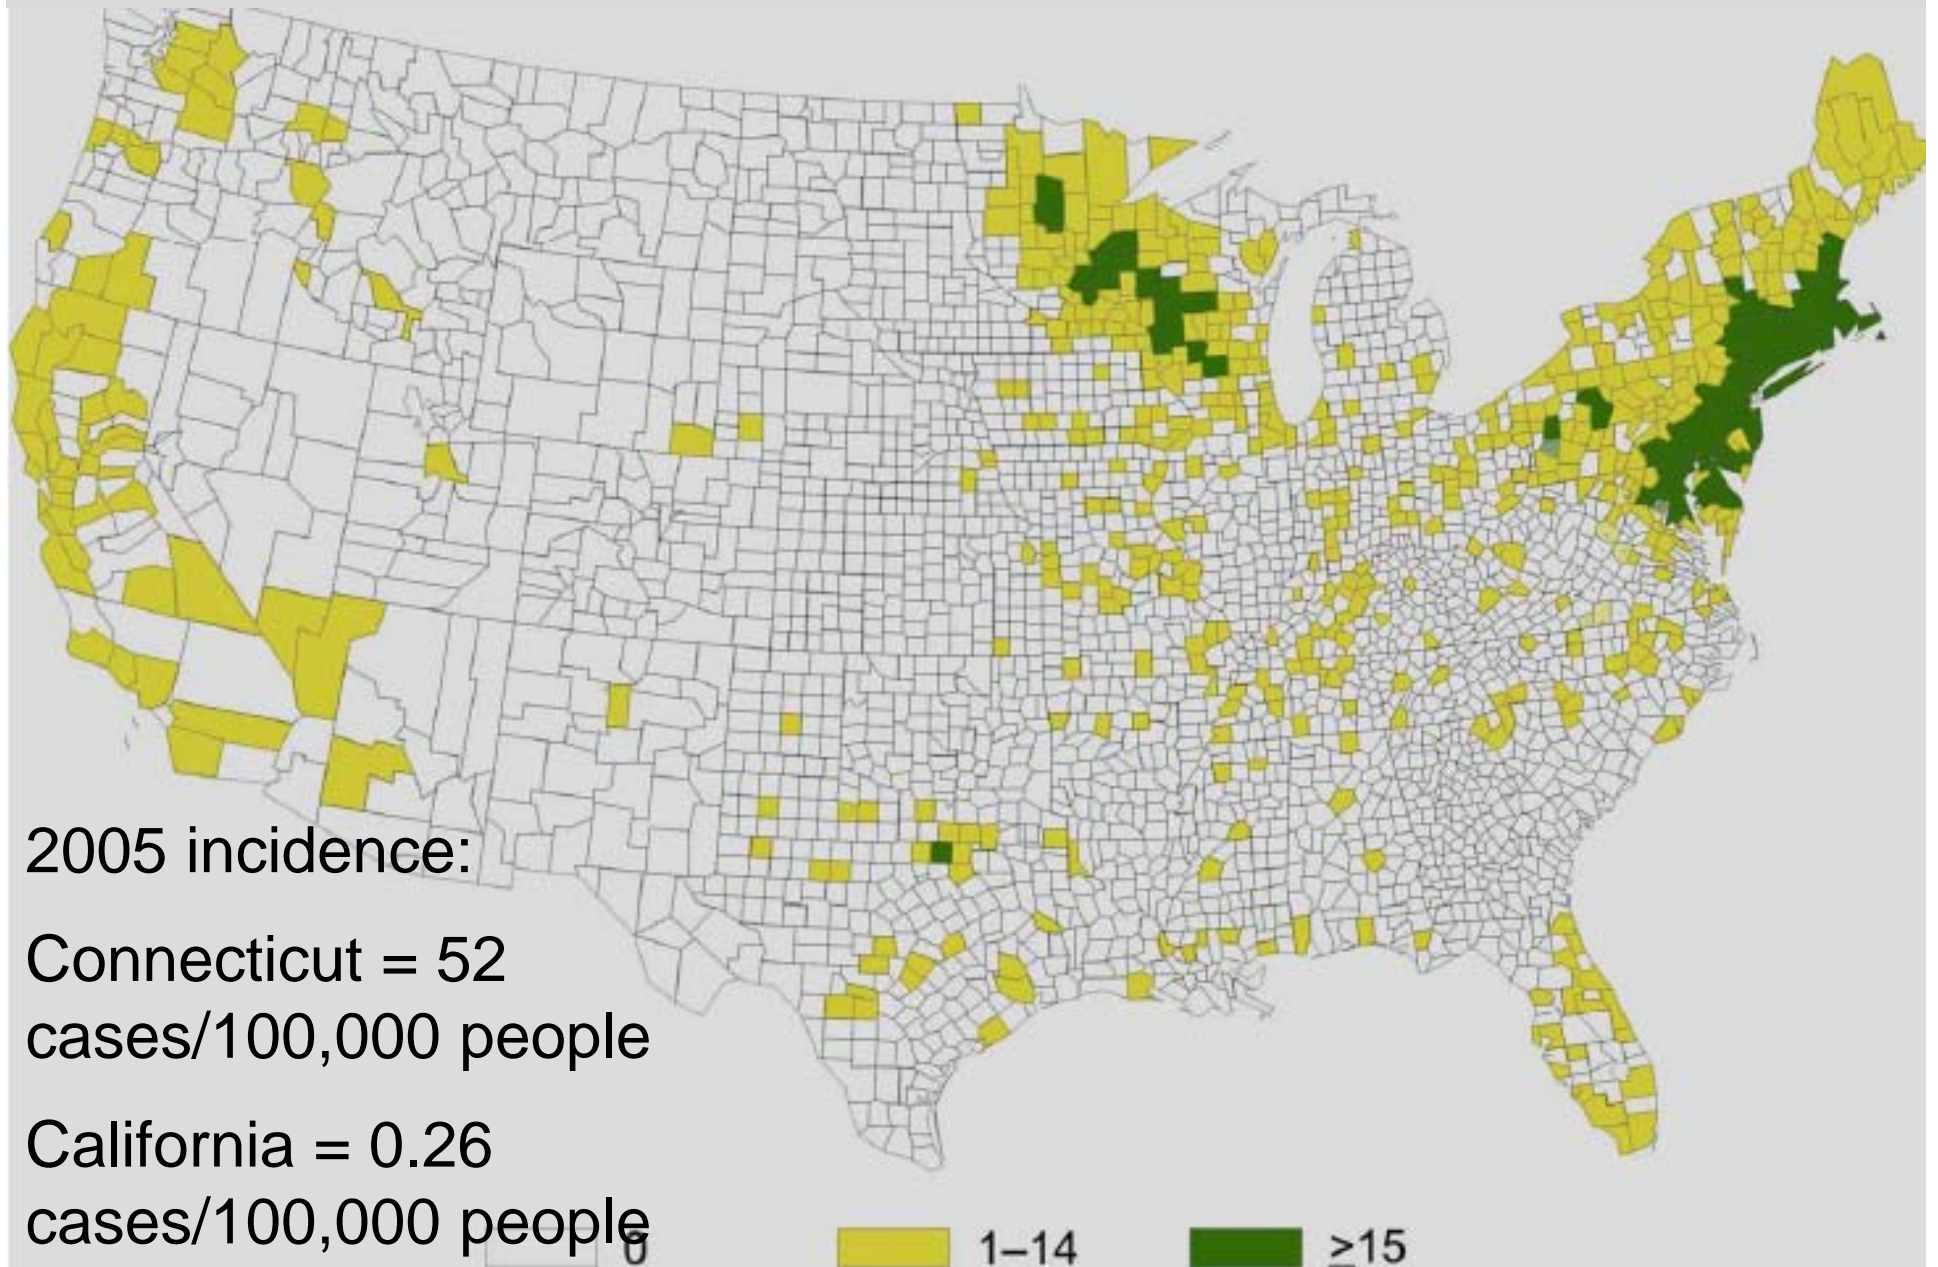 2005 incidence:
Connecticut = 52
cases/100,000 people
California = 0.26
cases/100,000 people
0
1–14
≥15